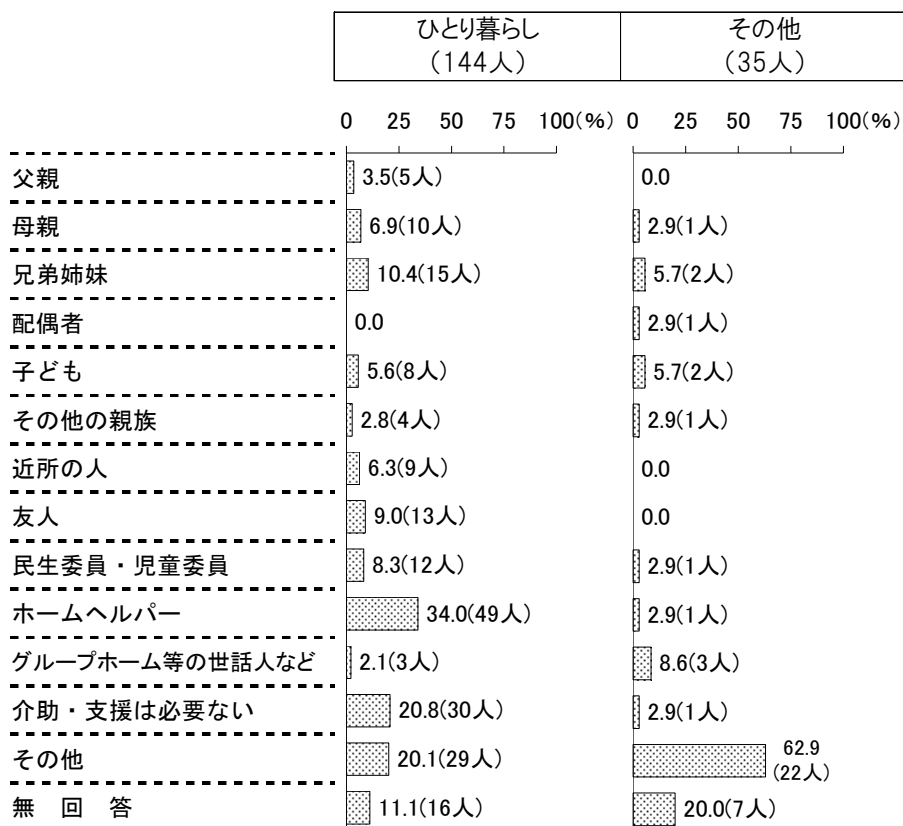 ひとり暮らし その他
（144人） （35人）
0 25 50 75 100(%) 0 25 50 75 100(%)
父親 3.5(5人) 0.0
母親 6.9(10人) 2.9(1人)
兄弟姉妹 10.4(15人) 5.7(2人)
配偶者 0.0 2.9(1人)
子ども 5.6(8人) 5.7(2人)
その他の親族 2.8(4人) 2.9(1人)
近所の人 6.3(9人) 0.0
友人 9.0(13人) 0.0
民生委員・児童委員 8.3(12人) 2.9(1人)
ホームヘルパー 34.0(49人) 2.9(1人)
グループホーム等の世話人など 2.1(3人) 8.6(3人)
介助・支援は必要ない 20.8(30人) 2.9(1人)
その他 20.1(29人) 62.9
(22人)
無　回　答 11.1(16人) 20.0(7人)